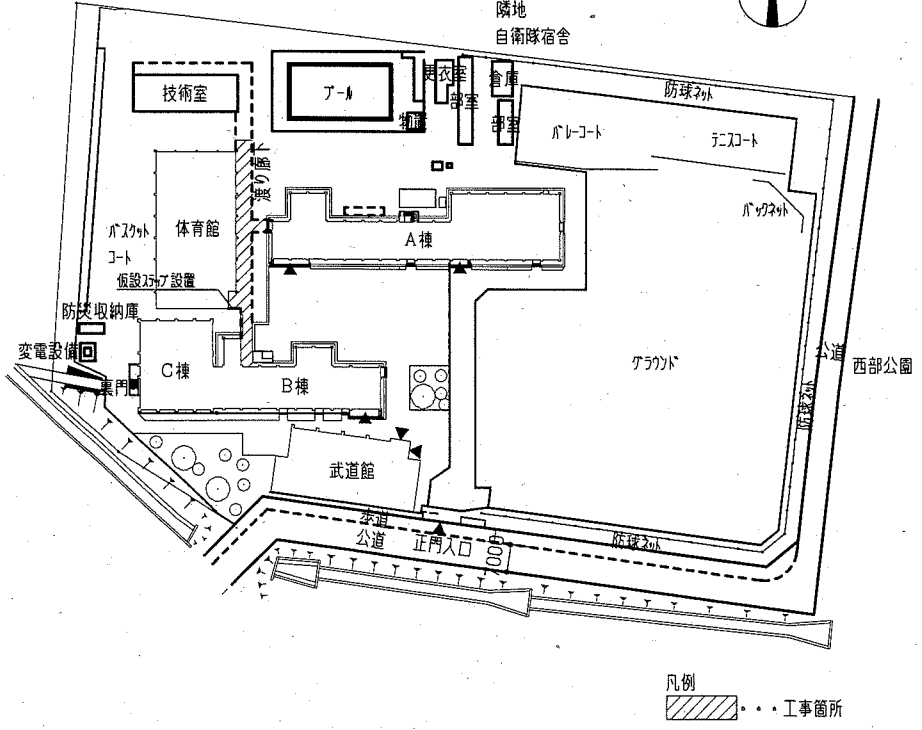 隣地
自衛隊宿舎
技術室
プール
更衣室
部室
倉庫
部室
物置
防球ネット
バレーコート
テニスコート
バックネット
渡り廊下
体育館
バスケット
コート
A棟
仮設ステップ設置
防災収納庫
変電設備
裏門
C棟
B棟
グラウンド
公道
西部公園
防球ネット
武道館
歩道
公道
正門入口
防球ネット
凡例
・・・工事箇所